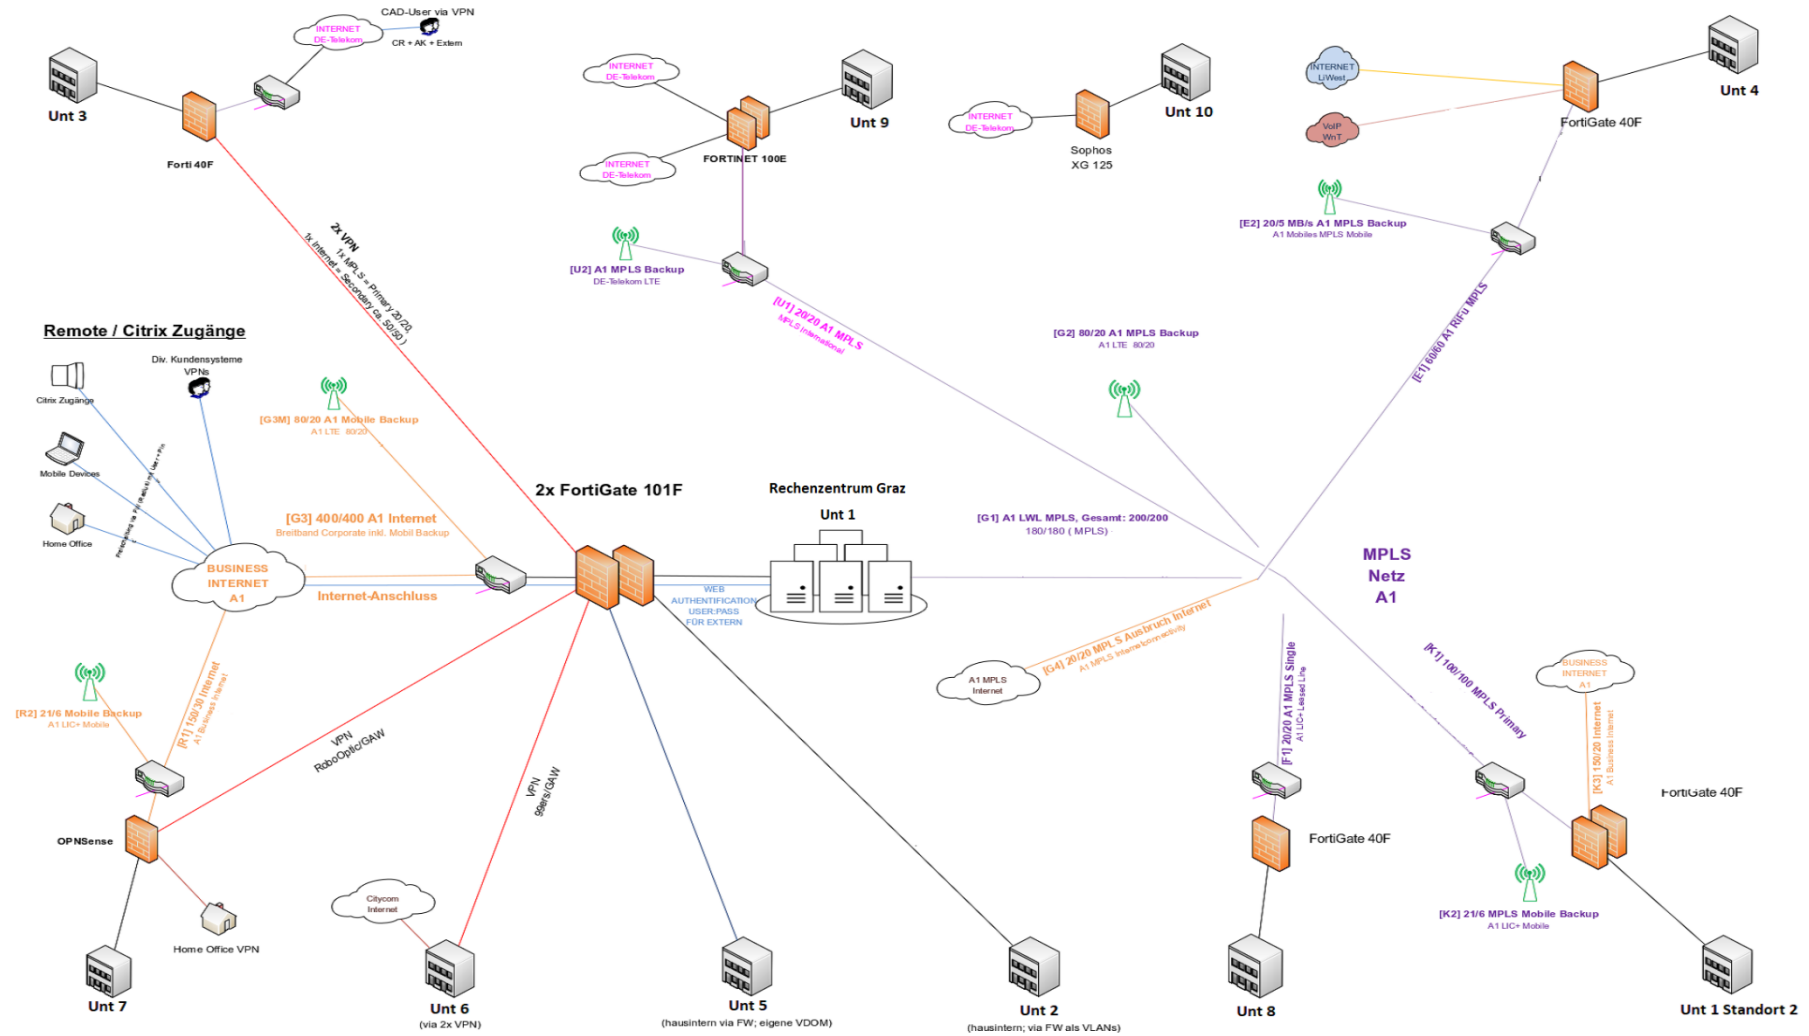 CAD-User via VPN
INTERNET
DE-Telekom
CR + AK + Extern
Unt 3
Forti 40F
INTERNET
DE-Telekom
INTERNET
DE-Telekom
FORTINET 100E
Unt 9
INTERNET
DE-Telekom
Sophos
XG 125
Unt 10
INTERNET
LiWest
VoIP
WnT
FortiGate 40F
Unt 4
[E2] 20/5 MB/s A1 MPLS Backup
A1 Mobiles MPLS Mobile
[U2] A1 MPLS Backup
DE-Telekom LTE
2x VPN
1x MPLS = Primary 20/20,
1x Internet = Secondary ca. 50/50 )
[U1] 20/20 A1 MPLS
MPLS International
[G2] 80/20 A1 MPLS Backup
A1 LTE 80/20
[E1] 60/60 A1 RiFu MPLS
Remote / Citrix Zugänge
Div. Kundensysteme
VPNs
Citrix Zugänge
Mobile Devices
Home Office
[G3M] 80/20 A1 Mobile Backup
A1 LTE 80/20
2x FortiGate 101F
Rechenzentrum Graz
Unt 1
[G3] 400/400 A1 Internet
Breitband Corporate inkl. Mobil Backup
[G1] A1 LWL MPLS, Gesamt: 200/200
180/180 ( MPLS)
MPLS
Netz
A1
BUSINESS
INTERNET
A1
Internet-Anschluss
WEB
AUTHENTIFICATION
USER:PASS
FÜR EXTERN
[G4] 20/20 MPLS Ausbruch Internet
A1 MPLS Internetconnectivity
A1 MPLS
Internet
[R2] 21/6 Mobile Backup
A1 LIC+ Mobile
[R1] 150/30 Internet
A1 Business Internet
VPN
RoboOptic/GAW
VPN
99ers/GAW
[F1] 20/20 A1 MPLS Single
A1 LIC+ Leased Line
[K1] 100/100 MPLS Primary
BUSINESS
INTERNET
A1
[K3] 150/20 Internet
A1 Business Internet
FortiGate 40F
OPNSense
FortiGate 40F
Citycom
Internet
Home Office VPN
[K2] 21/6 MPLS Mobile Backup
A1 LIC+ Mobile
Unt 7
Unt 6
(via 2x VPN)
Unt 5
(hausintern via FW; eigene VDOM)
Unt 2
(hausintern; via FW als VLANs)
Unt 8
Unt 1 Standort 2